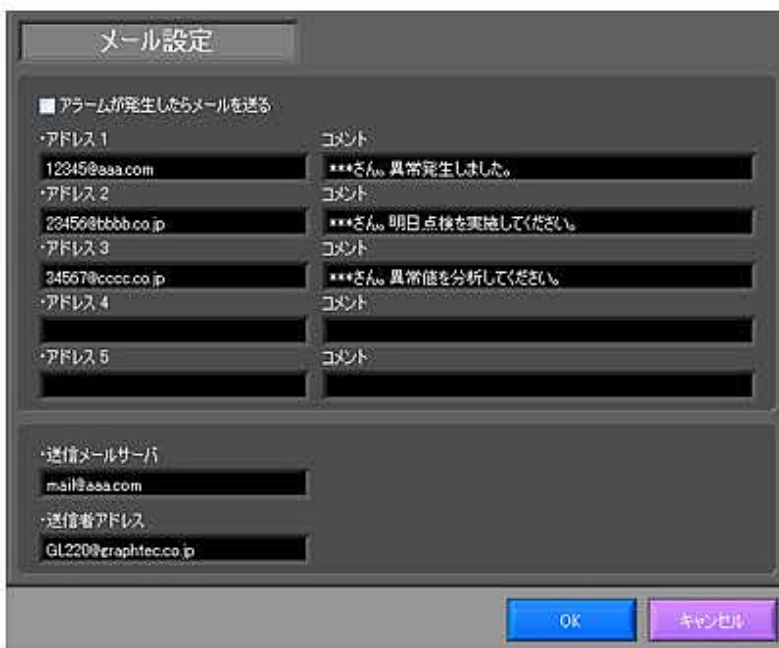 メール設定
アラームが発生したらメールを送る
・アドレス 1 コメント
12345@aaa.com ***さん。異常発生しました。
・アドレス 2 コメント
23456@bbbb.co.jp ***さん。明日点検を実施してください。
・アドレス 3 コメント
34567@cccc.co.jp ***さん。異常値を分析してください。
・アドレス 4 コメント
・アドレス 5 コメント
・送信メールサーバ
mail@aaa.com
・送信者アドレス
GL220@graphtec.co.jp
OK キャンセル